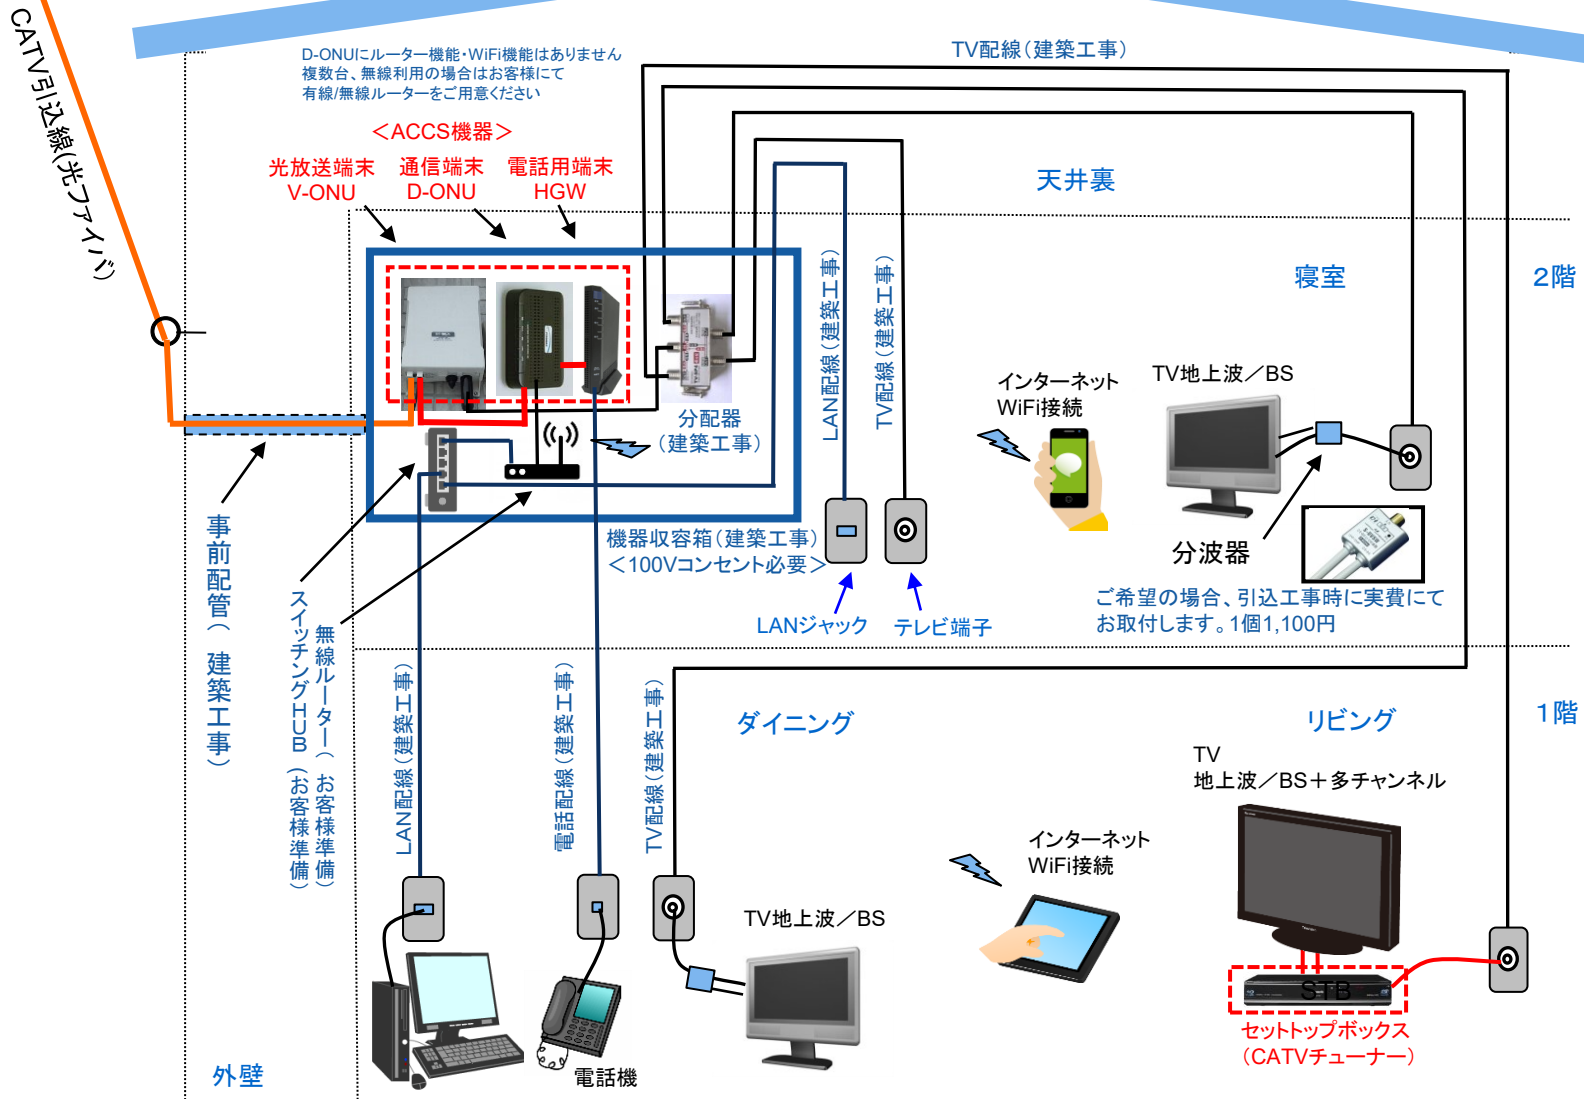 CATV引込線(光ファイバ)
D-ONUにルーター機能・WiFi機能はありません
複数台、無線利用の場合はお客様にて
有線/無線ルーターをご用意ください
TV配線（建築工事）
＜ACCS機器＞
光放送端末
V-ONU
通信端末
D-ONU
電話用端末
HGW
天井裏
寝室
2階
LAN配線（建築工事）
TV配線（建築工事）
分配器
（建築工事）
インターネット
WiFi接続
TV地上波／BS
分波器
ご希望の場合、引込工事時に実費にて
お取付します。1個1,100円
機器収容箱（建築工事）
＜100Vコンセント必要＞
LANジャック
テレビ端子
事前配管（建築工事）
スイッチングHUB（お客様準備）
無線ルーター（お客様準備）
LAN配線（建築工事）
電話配線（建築工事）
TV配線（建築工事）
ダイニング
リビング
1階
TV
地上波／BS＋多チャンネル
インターネット
WiFi接続
TV地上波／BS
STB
セットトップボックス
（CATVチューナー）
電話機
外壁